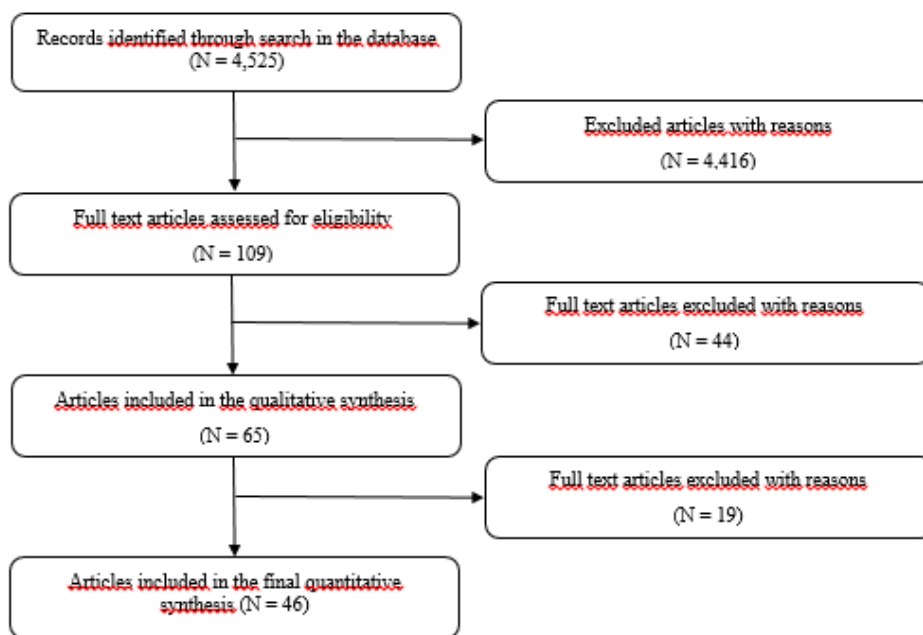 Records identified through search in the database
(N = 4,525)
Excluded articles with reasons
(N = 4,416)
Full text articles assessed for eligibility
(N = 109)
Full text articles excluded with reasons
(N = 44)
Articles included in the qualitative synthesis
(N = 65)
Full text articles excluded with reasons
(N = 19)
Articles included in the final quantitative
synthesis (N = 46)